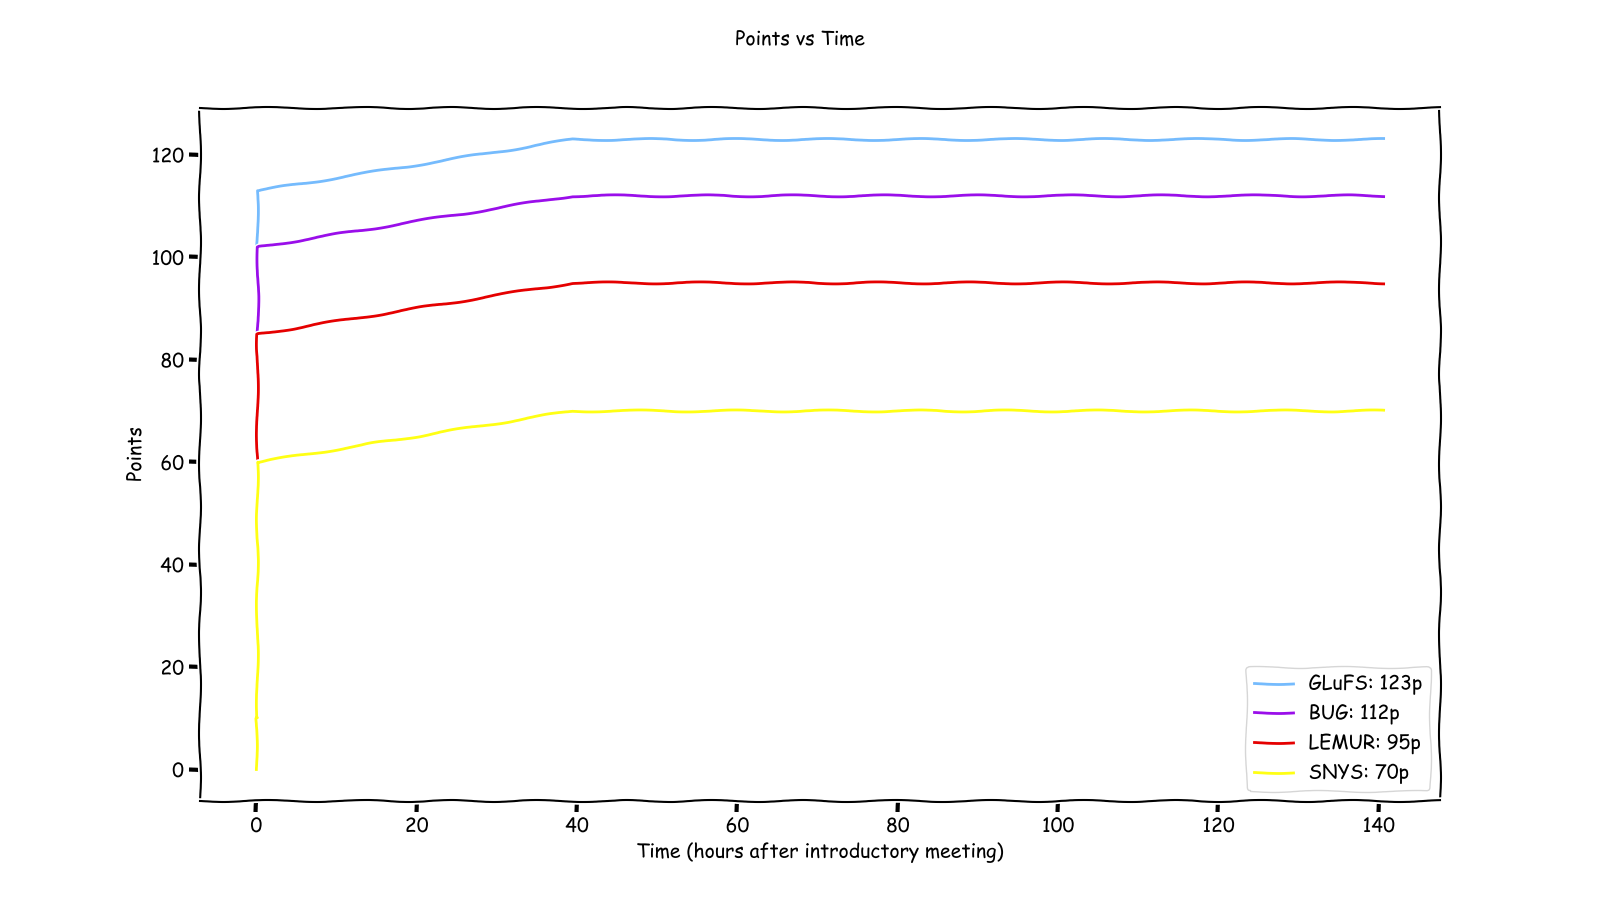 Points vs Time
Points
120
100
80
60
40
20
0
0 20 40 60 80 100 120 140
Time (hours after introductory meeting)
GLuFS: 123p
BUG: 112p
LEMUR: 95p
SNYS: 70p